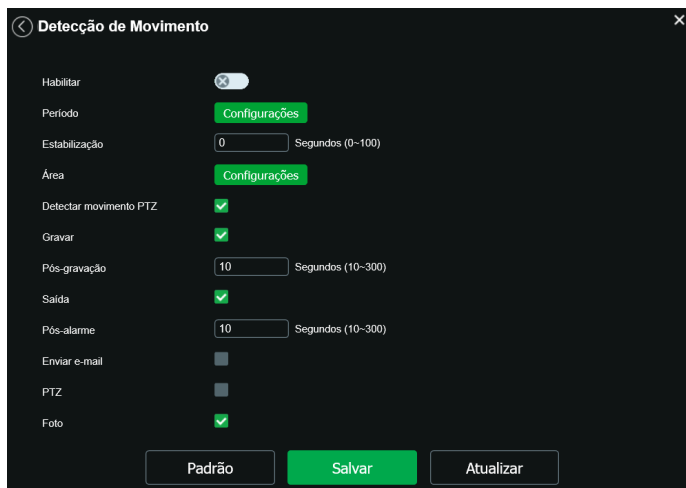 Detecção de Movimento
Habilitar
Período Configurações
Estabilização 0 Segundos (0~100)
Área Configurações
Detectar movimento PTZ
Gravar
Pós-gravação 10 Segundos (10~300)
Saída
Pós-alarme 10 Segundos (10~300)
Enviar e-mail
PTZ
Foto
Padrão Salvar Atualizar